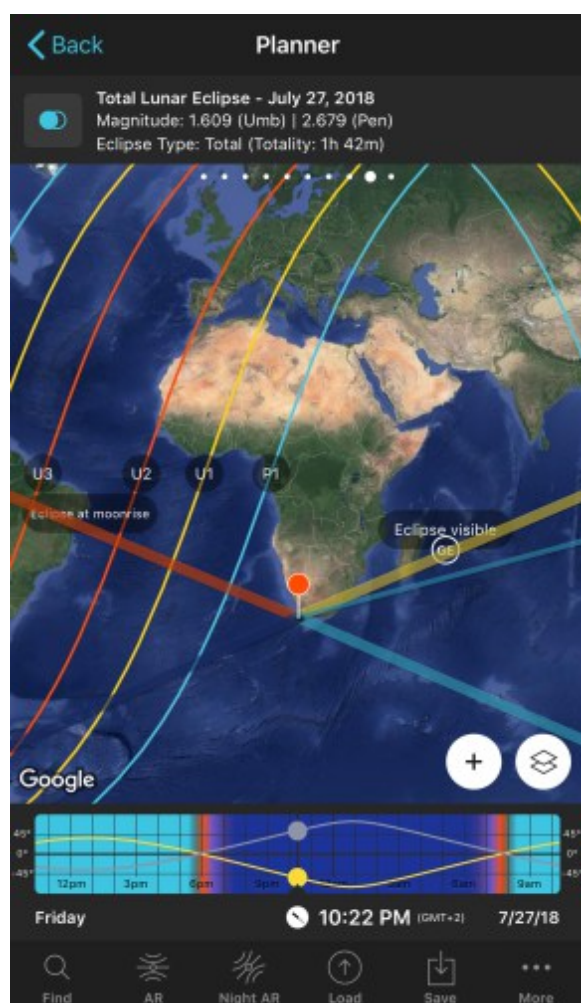 Back
Planner
Total Lunar Eclipse - July 27, 2018
Magnitude: 1.609 (Umb) | 2.679 (Pen)
Eclipse Type: Total (Totality: 1h 42m)
U3
U2
U1
P1
Eclipse at moonrise
Eclipse visible
GE
+
Google
45°
0°
-45°
45°
0°
-45°
12pm
3pm
6pm
9pm
9am
Friday
10:22 PM (GMT+2)
7/27/18
Find
AR
Night AR
Load
Save
More